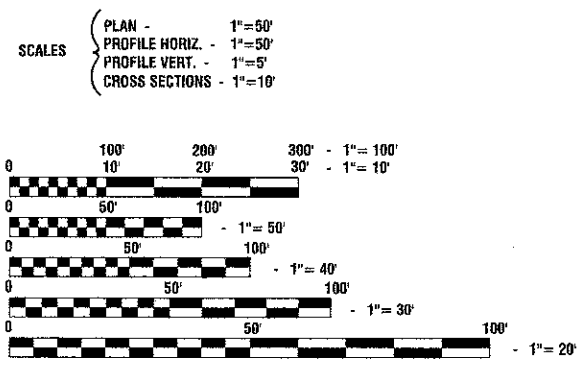 PLAN - 1"=50'
SCALES PROFILE HORIZ. - 1"=50'
PROFILE VERT. - 1"=5'
CROSS SECTIONS - 1"=10'
100' 200' 300' - 1"= 100'
0 10' 20' 30' - 1"= 10'
0 50' 100'
- 1"= 50'
0 50' 100'
- 1"= 40'
0 50' 100'
- 1"= 30'
0 50' 100'
- 1"= 20'